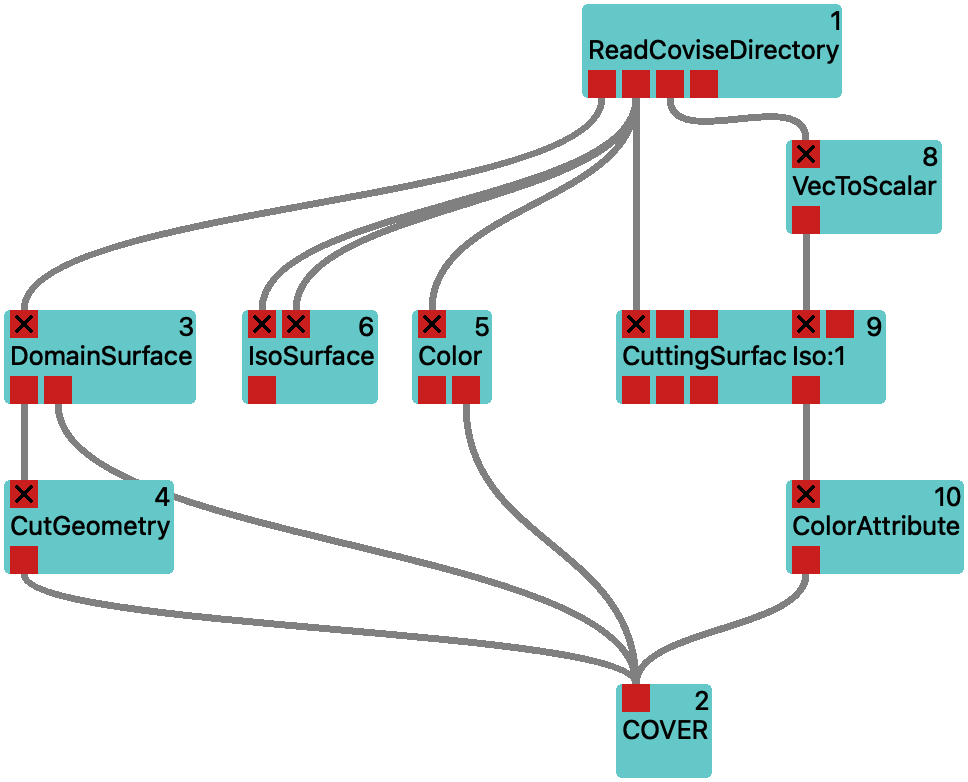 1
ReadCoviseDirectory
8
VecToScalar
3
DomainSurface
6
IsoSurface
5
Color
9
CuttingSurfac Iso:1
4
CutGeometry
10
ColorAttribute
2
COVER